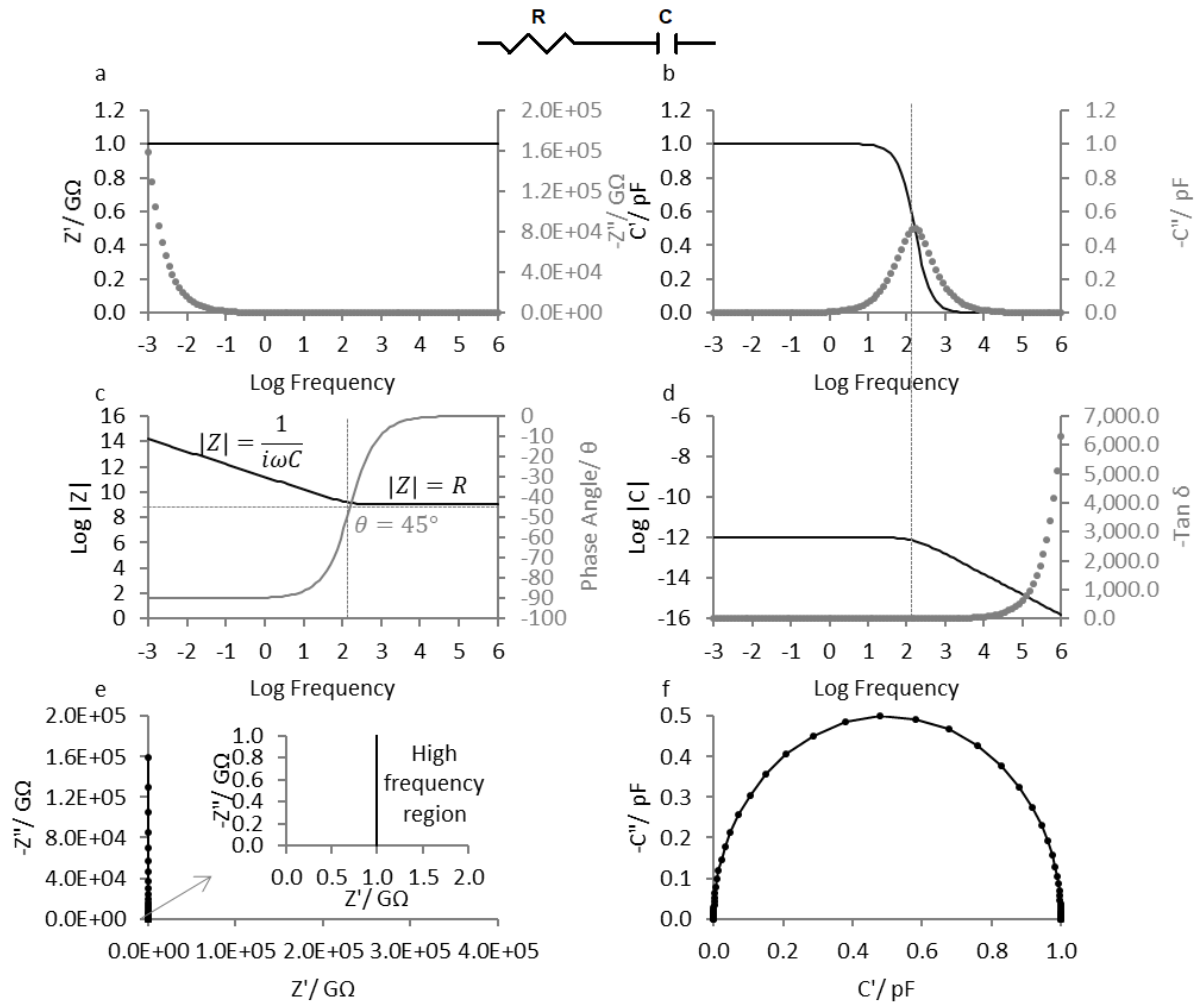 R C
a
1.2
1.0
0.8
0.6
0.4
0.2
0.0
Z'/ GΩ
2.0E+05
1.6E+05
1.2E+05
8.0E+04
4.0E+04
0.0E+00
-Z"/ GΩ
-3 -2 -1 0 1 2 3 4 5 6
Log Frequency
b
1.2
1.0
0.8
0.6
0.4
0.2
0.0
C'/ pF
1.2
1.0
0.8
0.6
0.4
0.2
0.0
-C"/ pF
-3 -2 -1 0 1 2 3 4 5 6
Log Frequency
c
16
14
12
10
8
6
4
2
0
Log |Z|
|Z| = 1/iωC
|Z| = R
θ = 45°
0
-10
-20
-30
-40
-50
-60
-70
-80
-90
-100
Phase Angle/ θ
-3 -2 -1 0 1 2 3 4 5 6
Log Frequency
d
-6
-8
-10
-12
-14
-16
Log |C|
7,000.0
6,000.0
5,000.0
4,000.0
3,000.0
2,000.0
1,000.0
0.0
-Tan δ
-3 -2 -1 0 1 2 3 4 5 6
Log Frequency
e
2.0E+05
1.6E+05
1.2E+05
8.0E+04
4.0E+04
0.0E+00
-Z"/ GΩ
1.0
0.8
0.6
0.4
0.2
0.0
-Z"/ GΩ
High
frequency
region
0.0 0.5 1.0 1.5 2.0
Z'/ GΩ
0.0E+00 1.0E+05 2.0E+05 3.0E+05 4.0E+05
Z'/ GΩ
f
0.5
0.4
0.3
0.2
0.1
0.0
-C"/ pF
0.0 0.2 0.4 0.6 0.8 1.0
C'/ pF